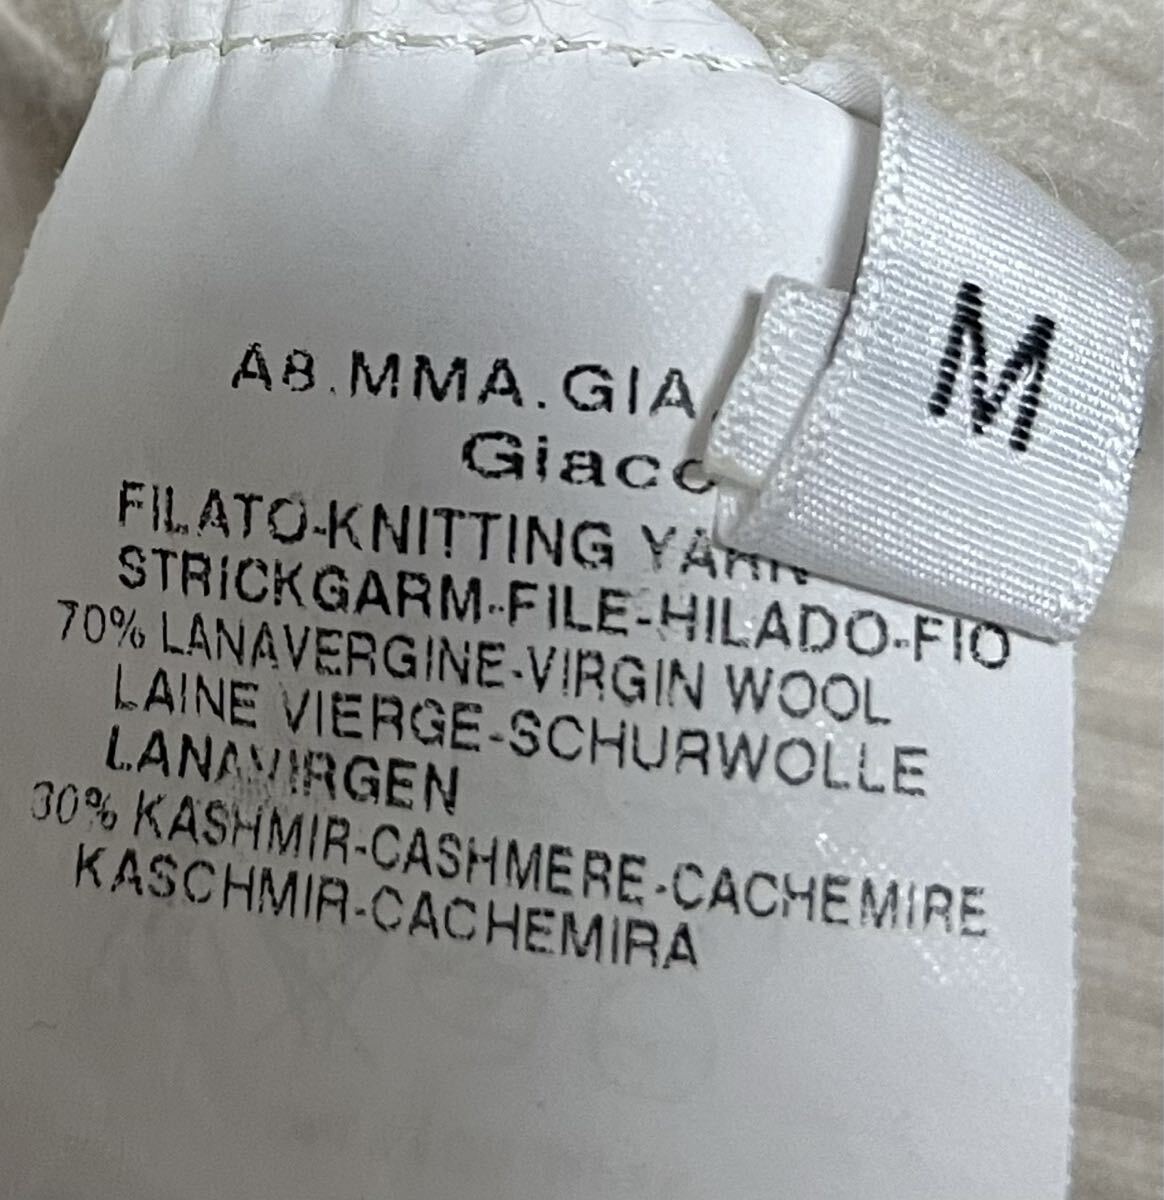 A8.MMA.GIA.
M
FILATO-KNITTING YARN
STRICKGARM-FILE-HILADO-FIO
70% LANAVERGINE-VIRGIN WOOL
LAINE VIERGE-SCHURWOLLE
LANAVIRGEN
30% KASHMIR-CASHMERE-CACHEMIRE
KASCHMIR-CACHEMIRA